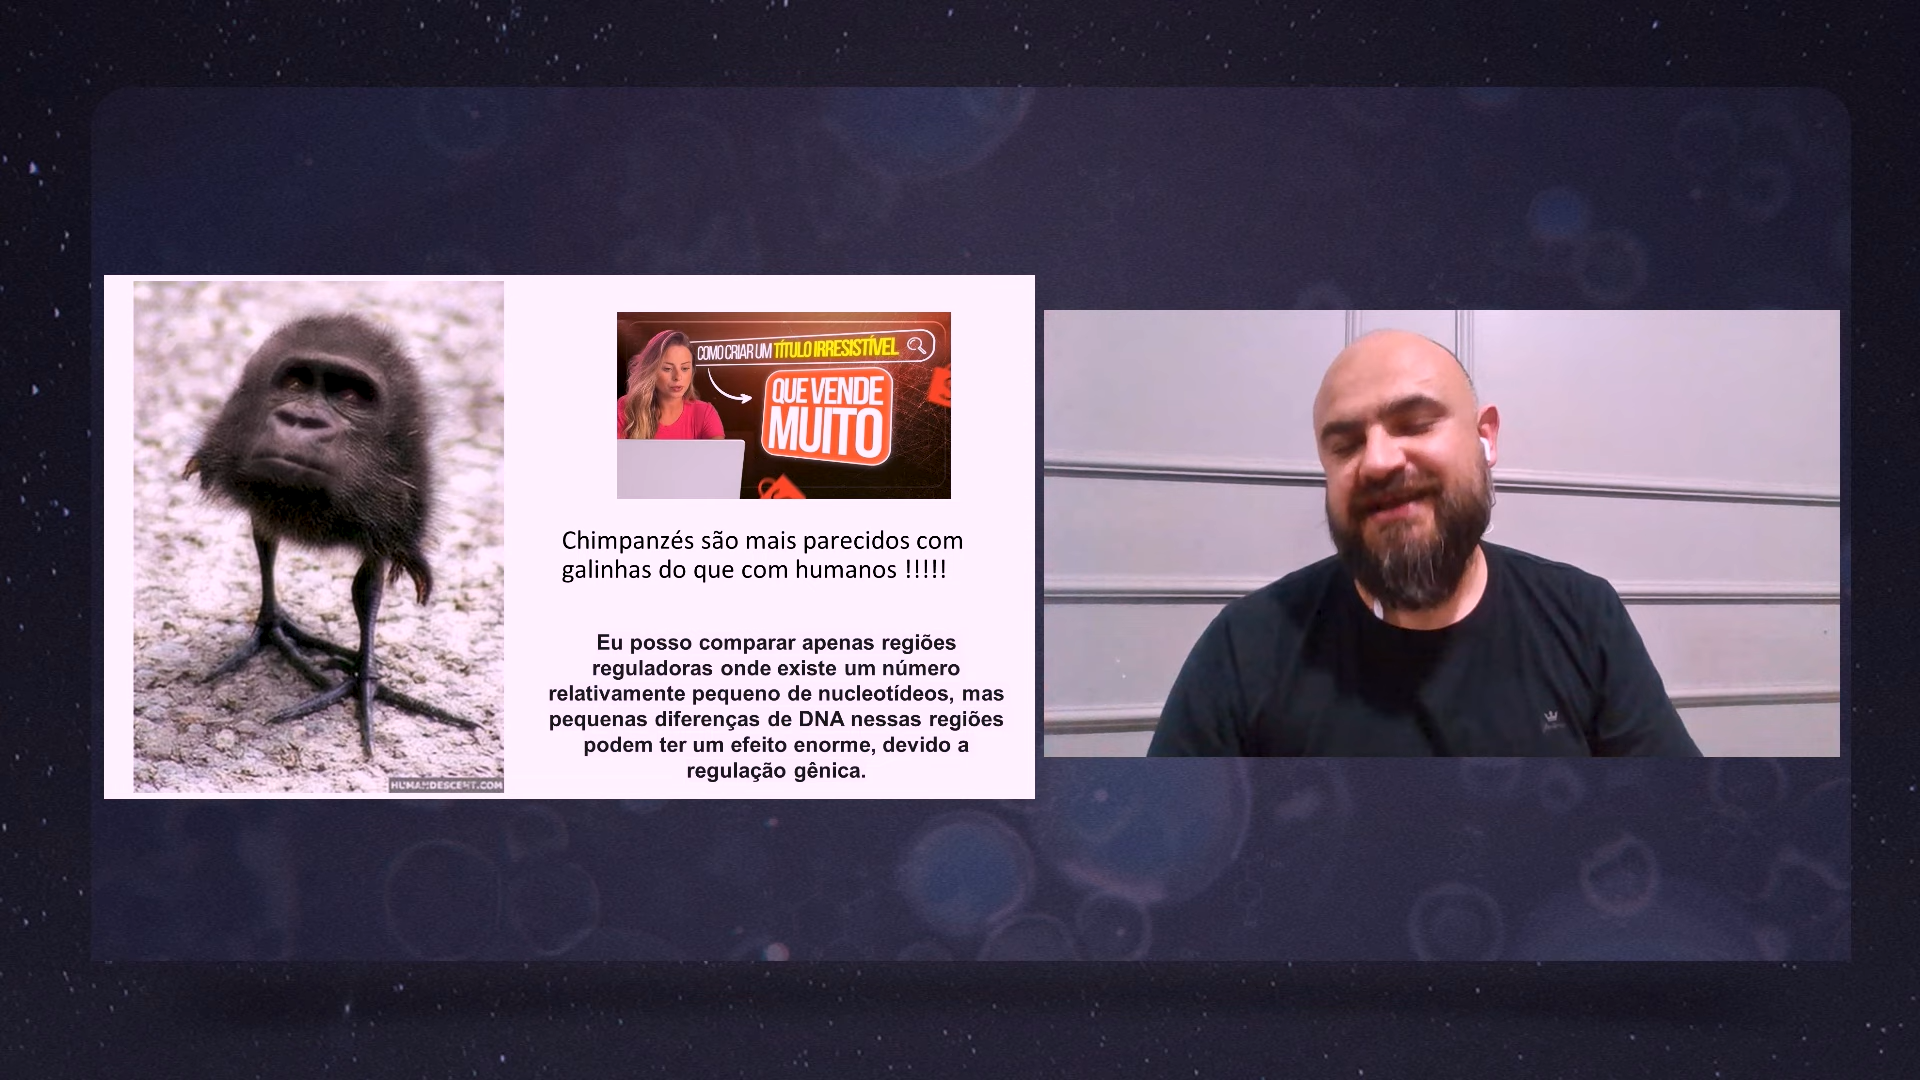 COMO CRIAR UM TÍTULO IRRESISTÍVEL
QUE VENDE
MUITO
Chimpanzés são mais parecidos com
galinhas do que com humanos !!!!!
Eu posso comparar apenas regiões
reguladoras onde existe um número
relativamente pequeno de nucleotídeos, mas
pequenas diferenças de DNA nessas regiões
podem ter um efeito enorme, devido a
regulação gênica.
HUMANDESCENT.COM